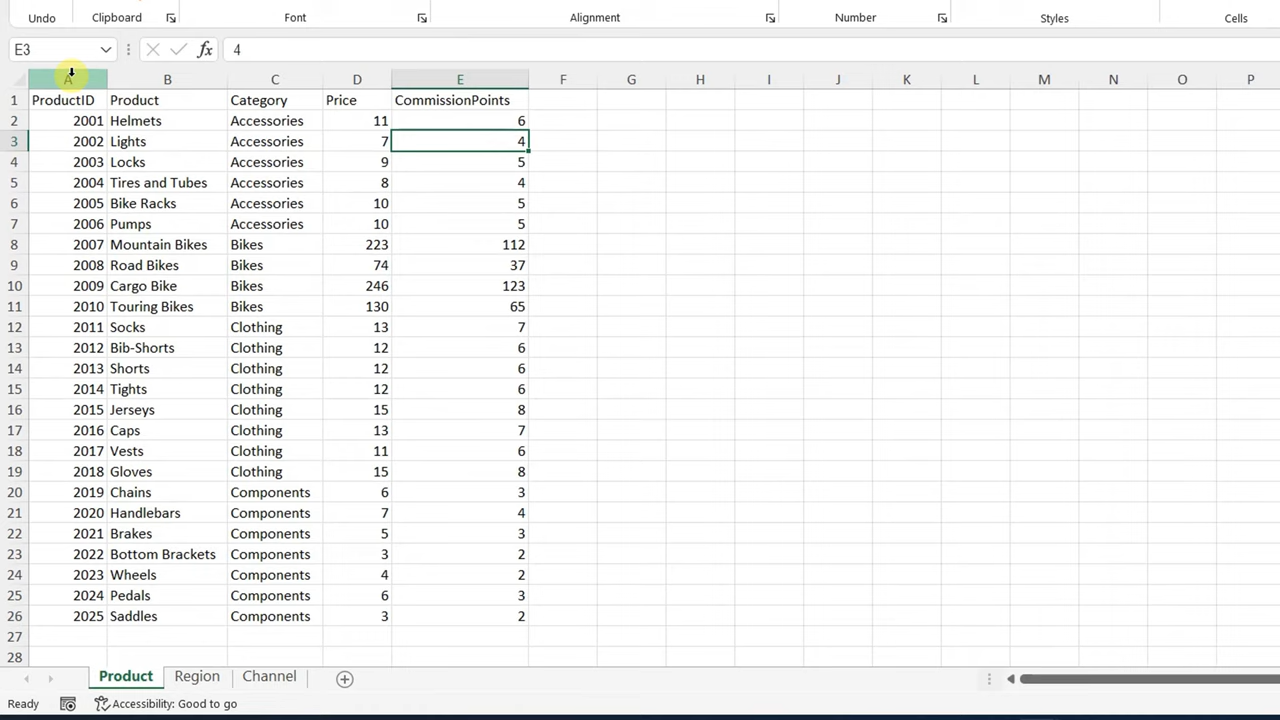 Undo Clipboard Font Alignment Number Styles Cells
E3 fx 4
A B C D E F G H I J K L M N O P
1 ProductID Product Category Price CommissionPoints
2 2001 Helmets Accessories 11 6
3 2002 Lights Accessories 7 4
4 2003 Locks Accessories 9 5
5 2004 Tires and Tubes Accessories 8 4
6 2005 Bike Racks Accessories 10 5
7 2006 Pumps Accessories 10 5
8 2007 Mountain Bikes Bikes 223 112
9 2008 Road Bikes Bikes 74 37
10 2009 Cargo Bike Bikes 246 123
11 2010 Touring Bikes Bikes 130 65
12 2011 Socks Clothing 13 7
13 2012 Bib-Shorts Clothing 12 6
14 2013 Shorts Clothing 12 6
15 2014 Tights Clothing 12 6
16 2015 Jerseys Clothing 15 8
17 2016 Caps Clothing 13 7
18 2017 Vests Clothing 11 6
19 2018 Gloves Clothing 15 8
20 2019 Chains Components 6 3
21 2020 Handlebars Components 7 4
22 2021 Brakes Components 5 3
23 2022 Bottom Brackets Components 3 2
24 2023 Wheels Components 4 2
25 2024 Pedals Components 6 3
26 2025 Saddles Components 3 2
27
28
Product Region Channel
Ready Accessibility: Good to go